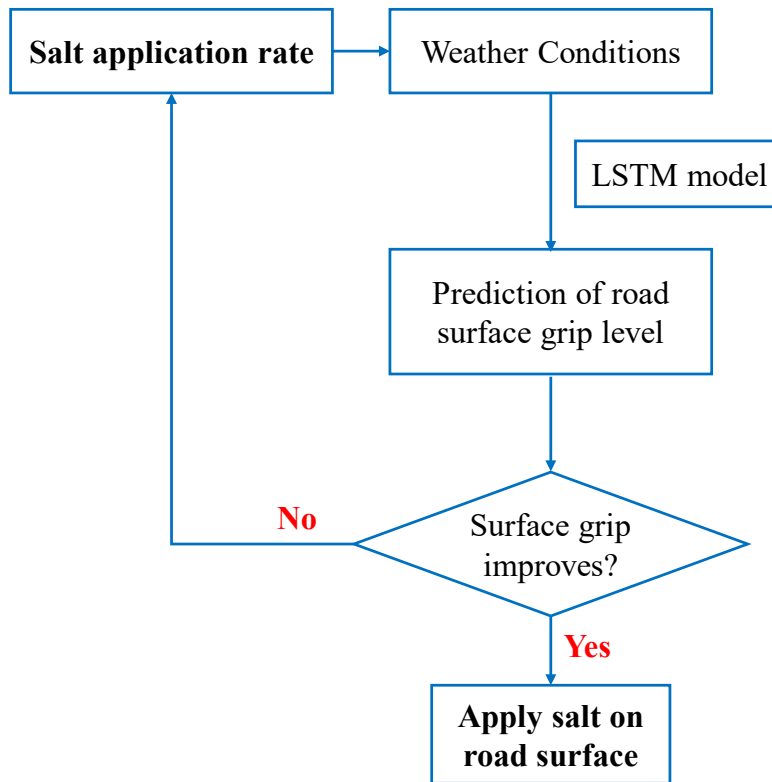 Salt application rate
Weather Conditions
LSTM model
Prediction of road
surface grip level
Surface grip
improves?
No
Yes
Apply salt on
road surface